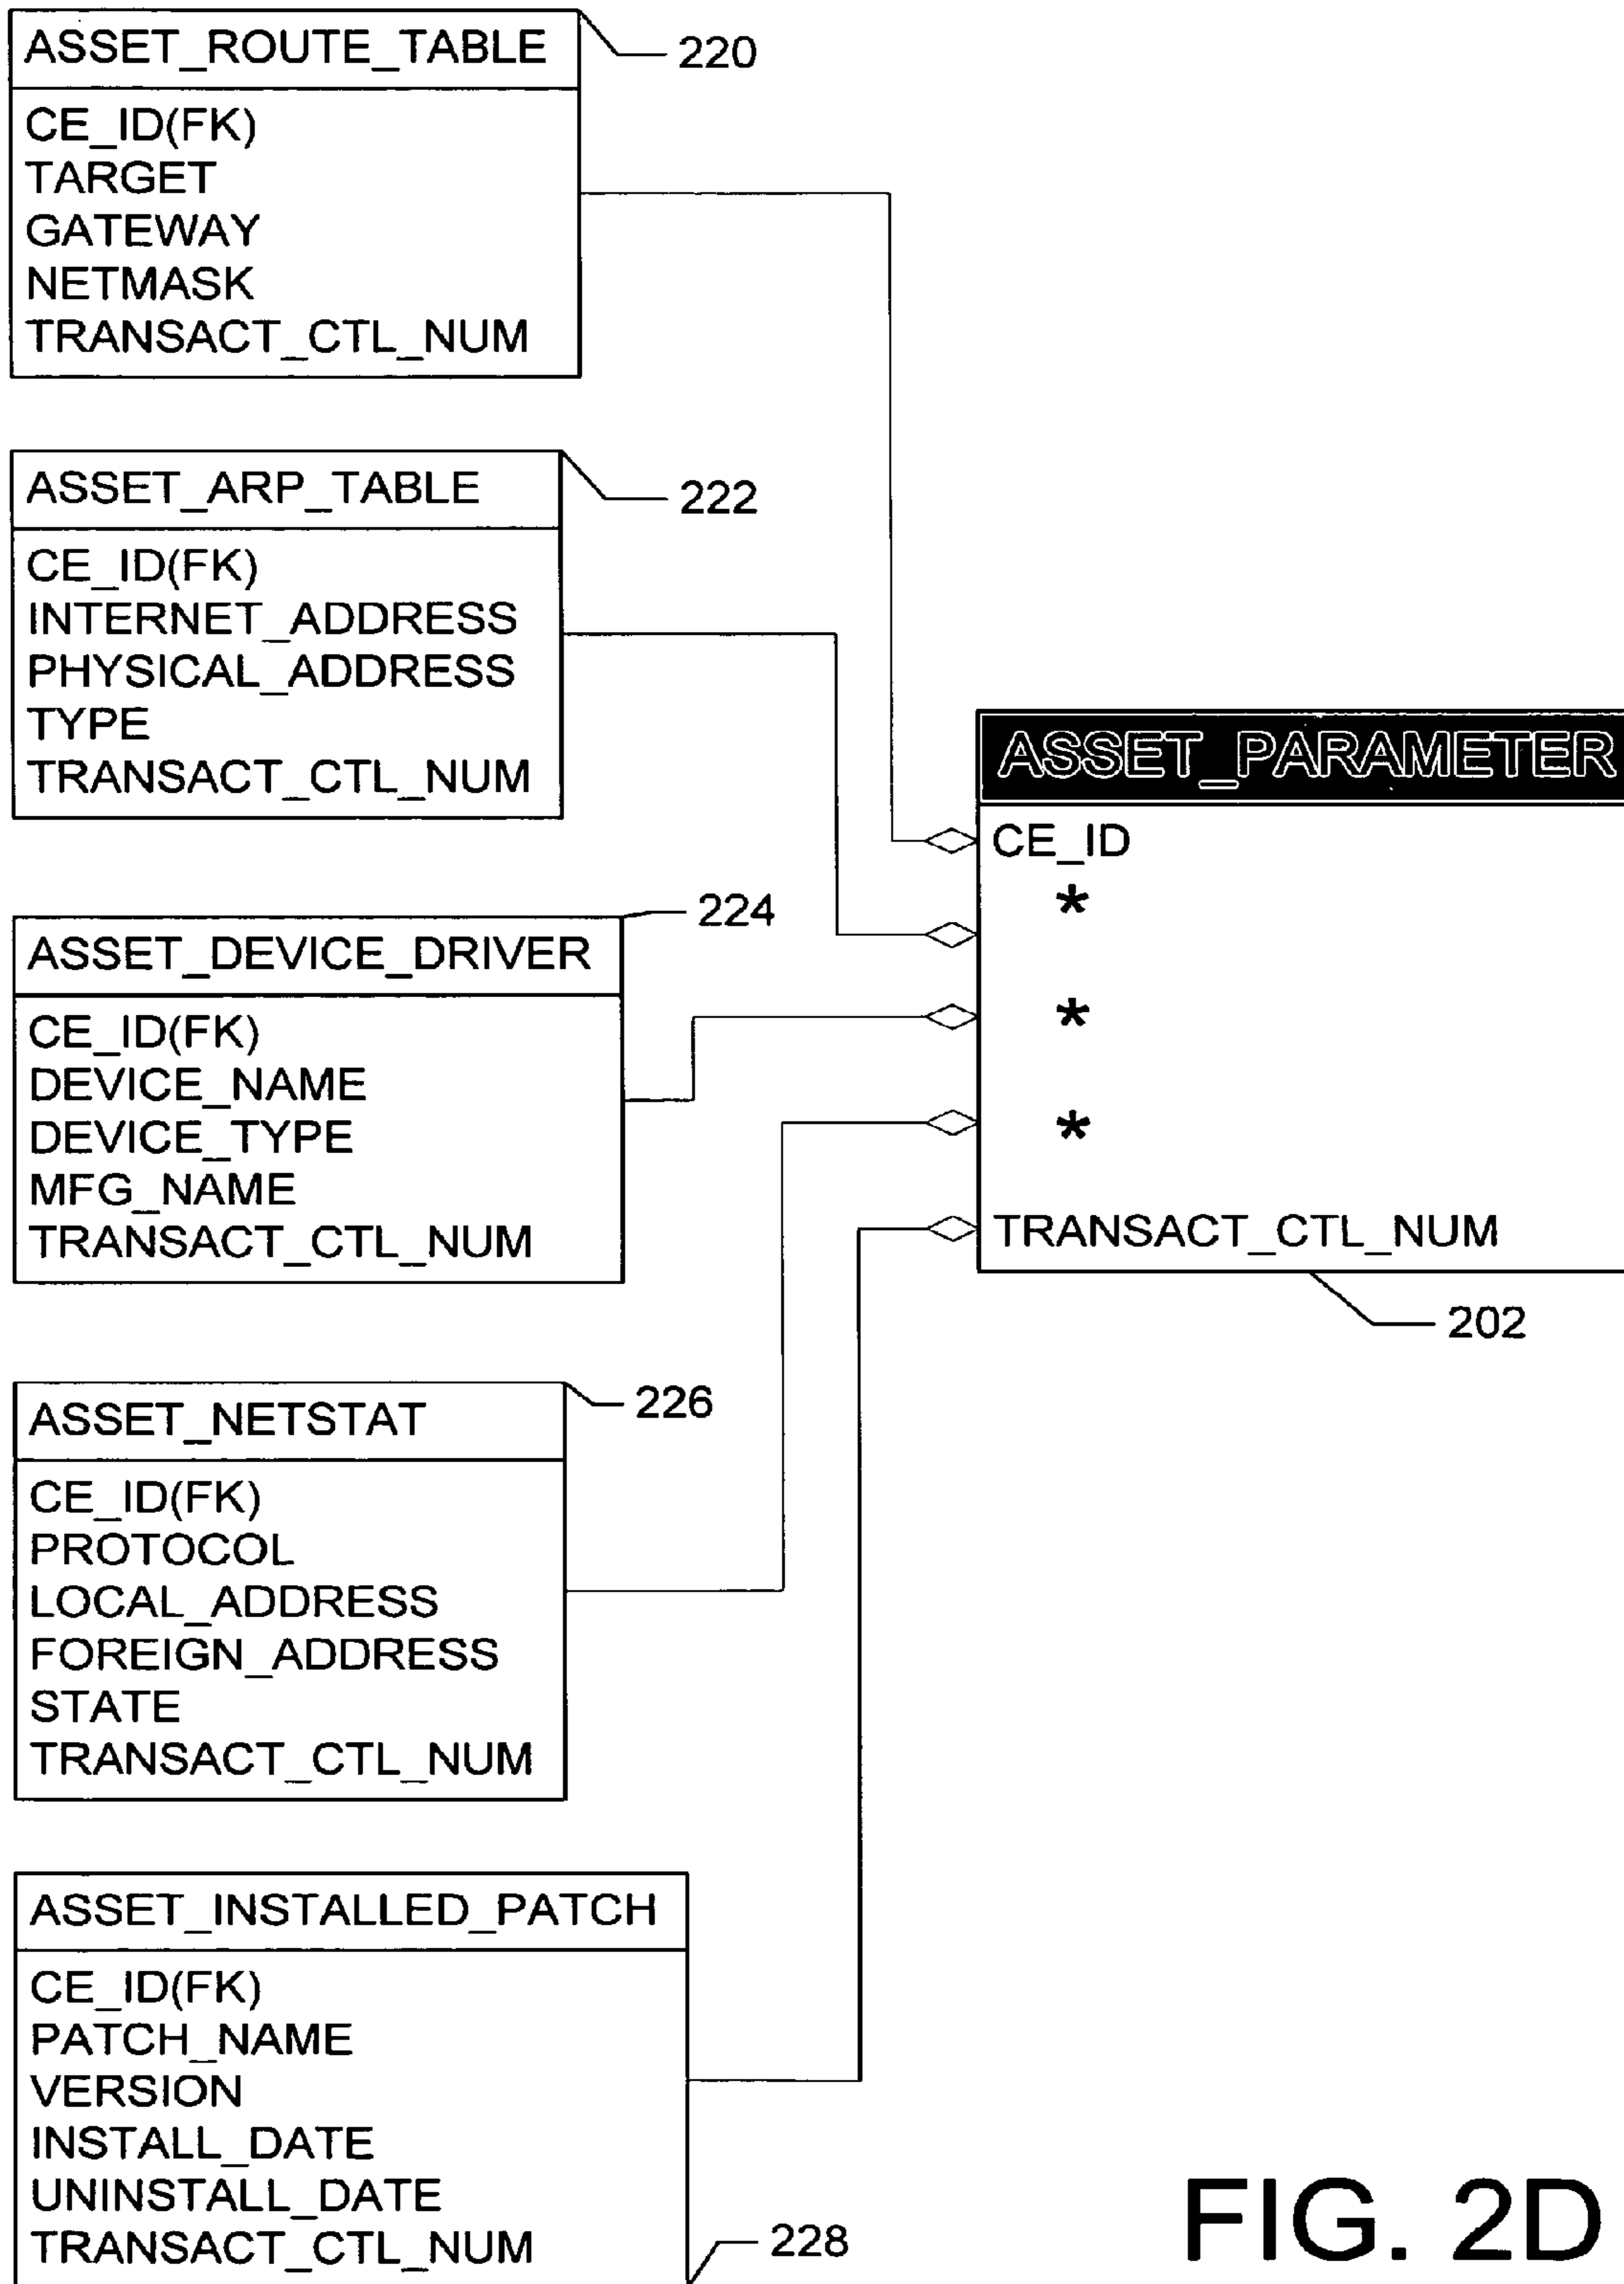 ASSET_ROUTE_TABLE
220
CE_ID(FK)
TARGET
GATEWAY
NETMASK
TRANSACT_CTL_NUM
ASSET_ARP_TABLE
222
CE_ID(FK)
INTERNET_ADDRESS
PHYSICAL_ADDRESS
TYPE
TRANSACT_CTL_NUM
ASSET_DEVICE_DRIVER
224
CE_ID(FK)
DEVICE_NAME
DEVICE_TYPE
MFG_NAME
TRANSACT_CTL_NUM
ASSET_NETSTAT
226
CE_ID(FK)
PROTOCOL
LOCAL_ADDRESS
FOREIGN_ADDRESS
STATE
TRANSACT_CTL_NUM
ASSET_INSTALLED_PATCH
CE_ID(FK)
PATCH_NAME
VERSION
INSTALL_DATE
UNINSTALL_DATE
TRANSACT_CTL_NUM
228
ASSET_PARAMETER
CE_ID
*
*
*
TRANSACT_CTL_NUM
202
FIG. 2D